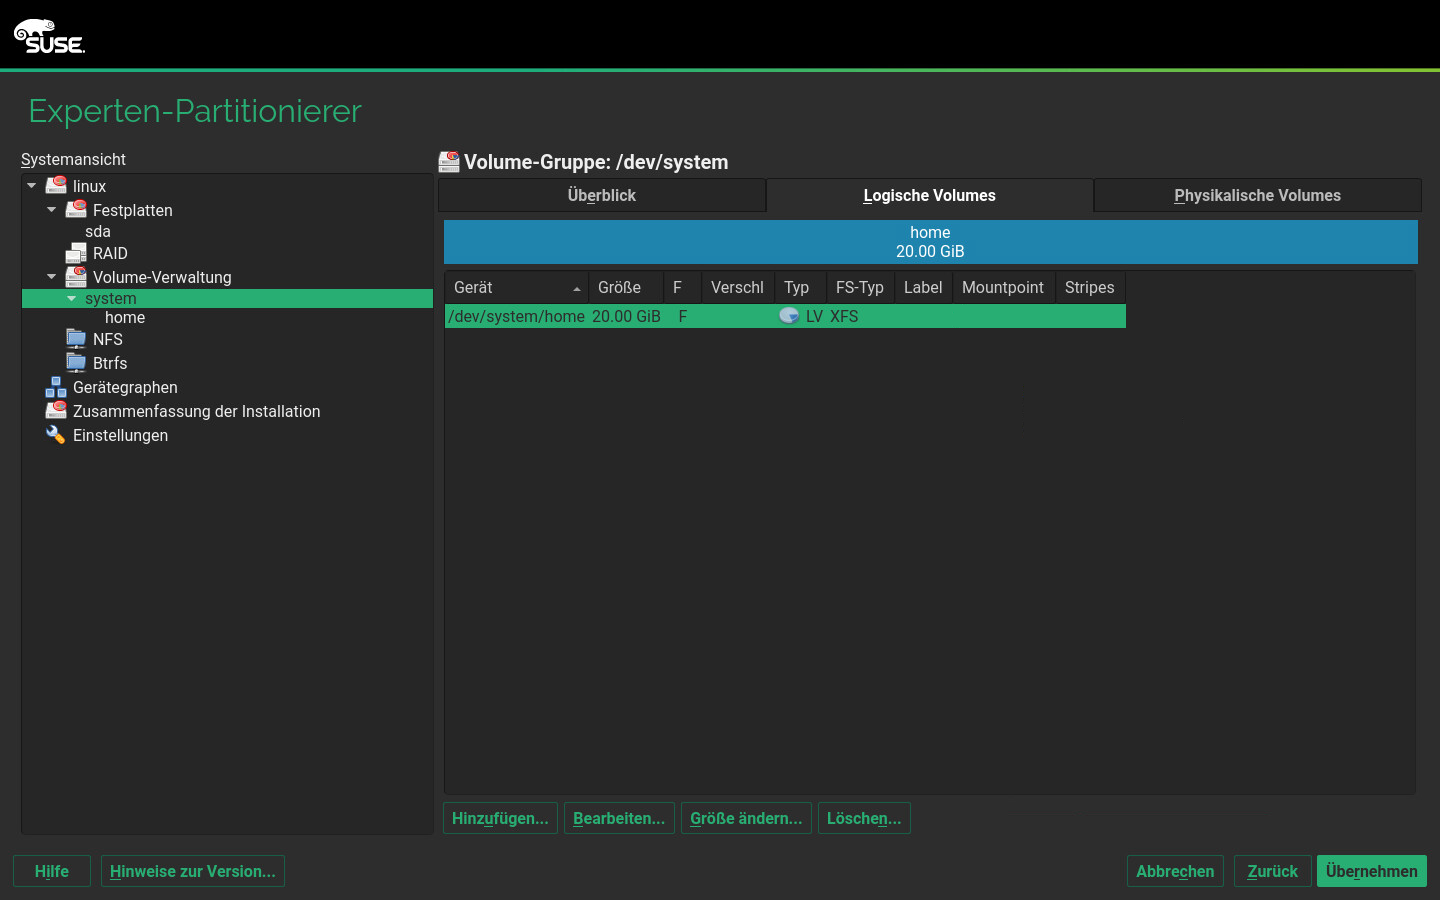 SUSE.
Experten-Partitionierer
Systemansicht
linux
Festplatten
sda
RAID
Volume-Verwaltung
system
home
NFS
Btrfs
Gerätegraphen
Zusammenfassung der Installation
Einstellungen
Volume-Gruppe: /dev/system
Überblick Logische Volumes Physikalische Volumes
home
20.00 GiB
Gerät Größe F Verschl Typ FS-Typ Label Mountpoint Stripes
/dev/system/home 20.00 GiB F LV XFS
Hinzufügen... Bearbeiten... Größe ändern... Löschen...
Hilfe Hinweise zur Version... Abbrechen Zurück Übernehmen